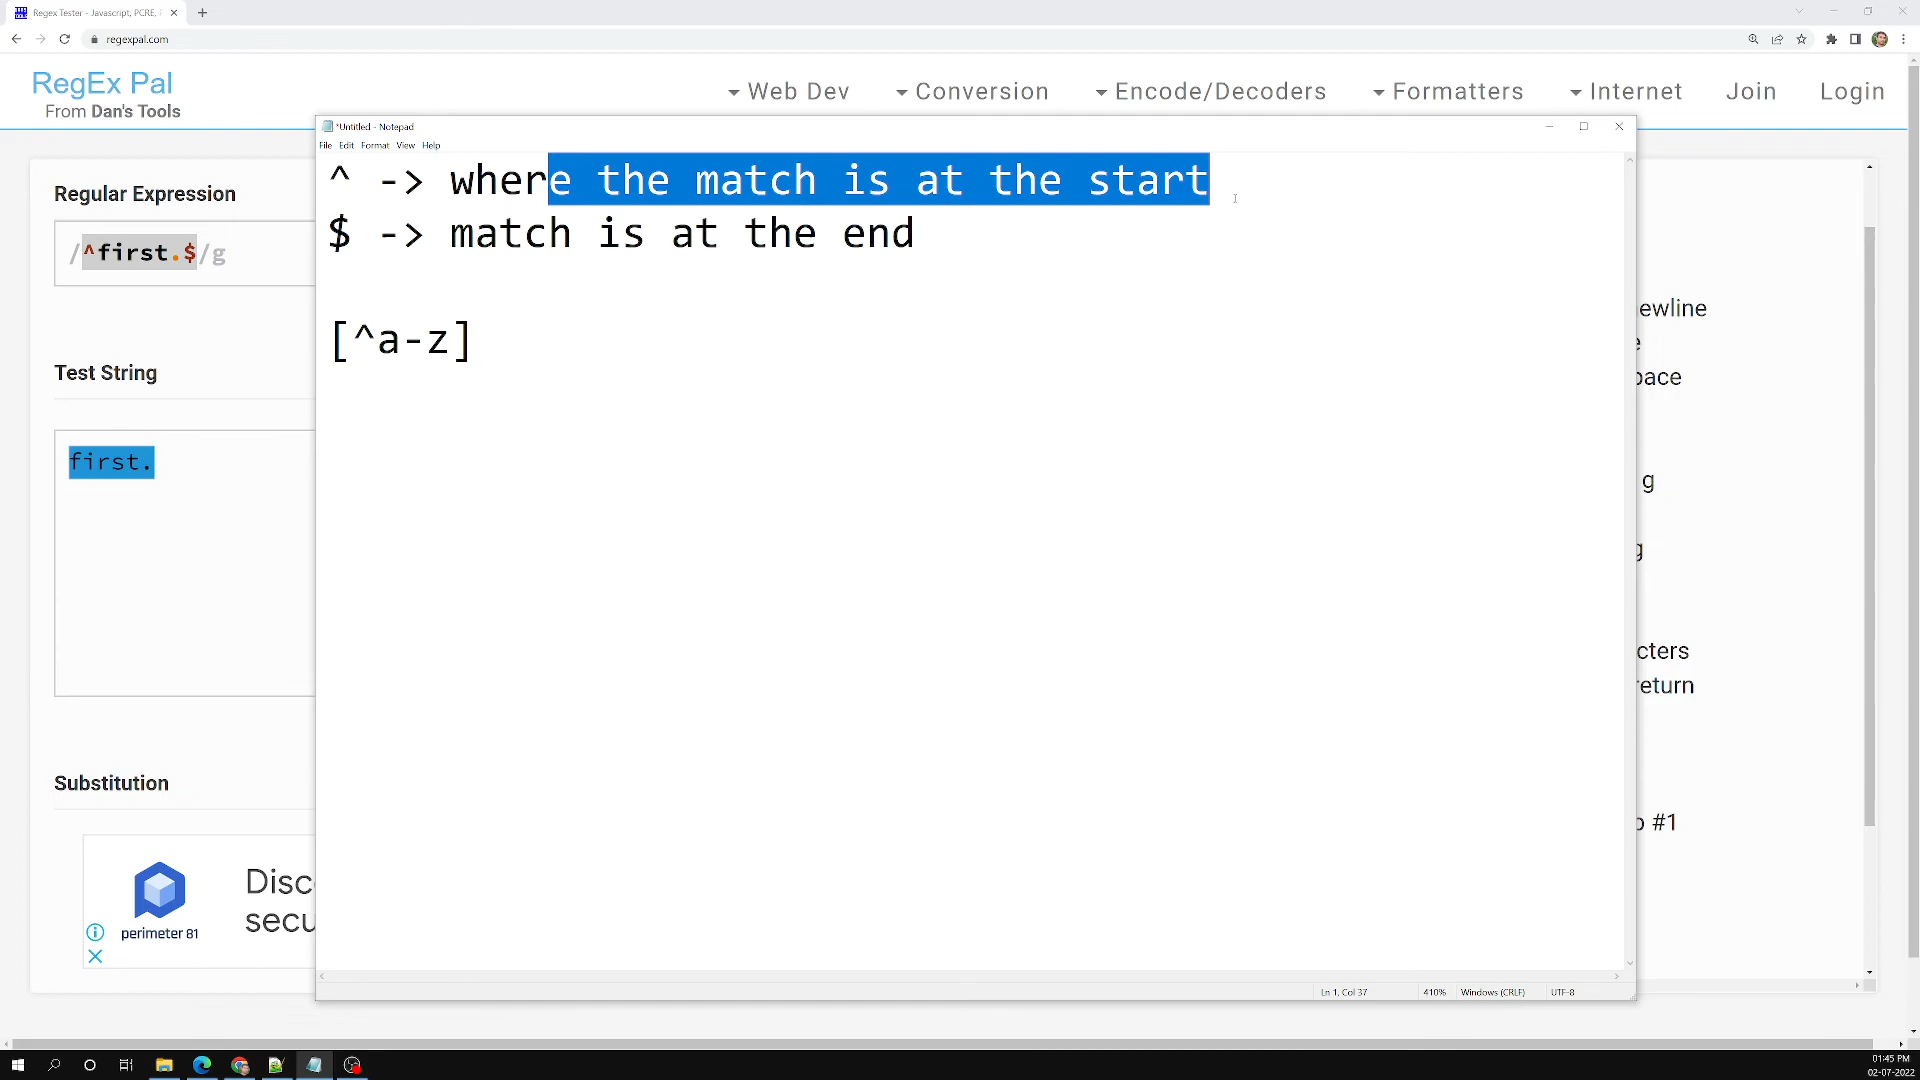 Regex Tester - Javascript, PCRE,
regexpal.com
RegEx Pal
From Dan's Tools
Web Dev
Conversion
Encode/Decoders
Formatters
Internet
Join
Login
*Untitled - Notepad
File Edit Format View Help
^ -> where the match is at the start
$ -> match is at the end
[^a-z]
Regular Expression
/^first.$/g
Test String
first.
Substitution
perimeter 81
Disc
secu
ewline
e
pace
g
g
cters
return
#1
Ln 1, Col 37
410%
Windows (CRLF)
UTF-8
01:45 PM
02-07-2022